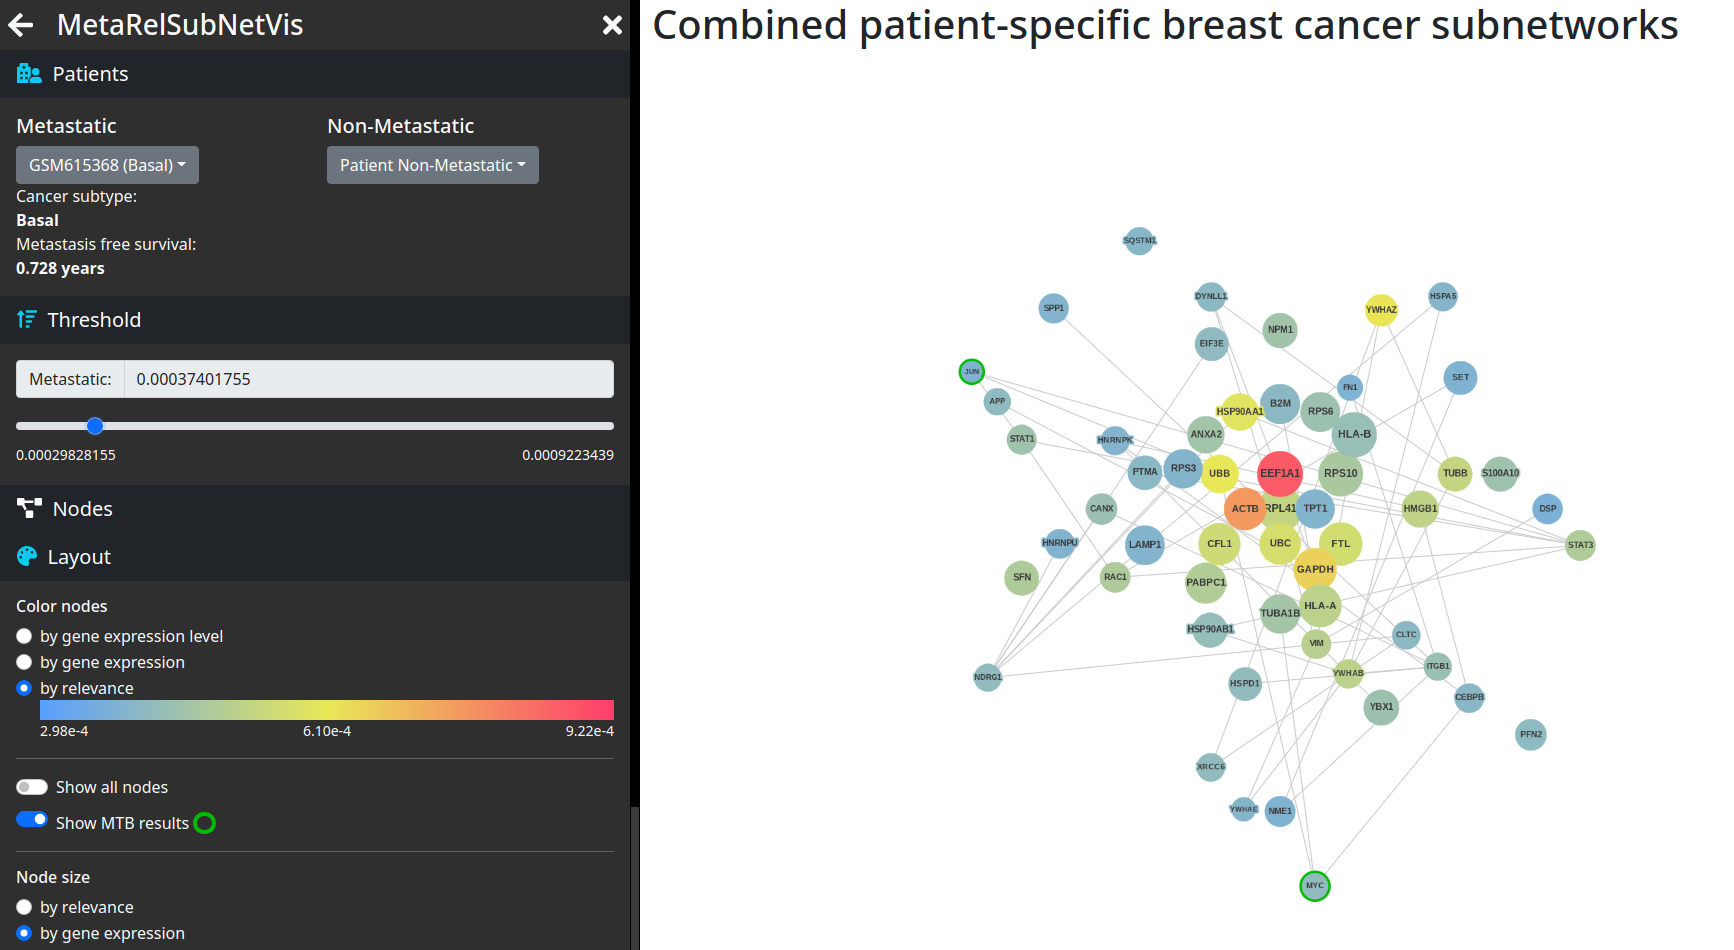 MetaRelSubNetVis
Patients
Metastatic
Non-Metastatic
GSM615368 (Basal)
Patient Non-Metastatic
Cancer subtype:
Basal
Metastasis free survival:
0.728 years
Threshold
Metastatic:
0.00037401755
0.00029828155
0.0009223439
Nodes
Layout
Color nodes
by gene expression level
by gene expression
by relevance
2.98e-4
6.10e-4
9.22e-4
Show all nodes
Show MTB results
Node size
by relevance
by gene expression
Combined patient-specific breast cancer subnetworks
SQSTM1
SPP1
DYNLL1
YWHAZ
HSPA5
NPM1
EIF3E
JUN
SET
FN1
APP
B2M
HSP90AA1
RPS6
STAT1
HNRNPK
ANXA2
HLA-B
PTMA
RPS3
UBB
EEF1A1
RPS10
TUBB
S100A10
CANX
ACTB
RPL41
TPT1
HMGB1
DSP
HNRNPU
LAMP1
CFL1
UBC
FTL
STAT3
GAPDH
SFN
RAC1
PABPC1
TUBA1B
HLA-A
HSP90AB1
VIM
CLTC
ITGB1
NDRG1
YWHAB
HSPD1
CEBPB
YBX1
PFN2
XRCC6
YWHAE
NME1
MYC